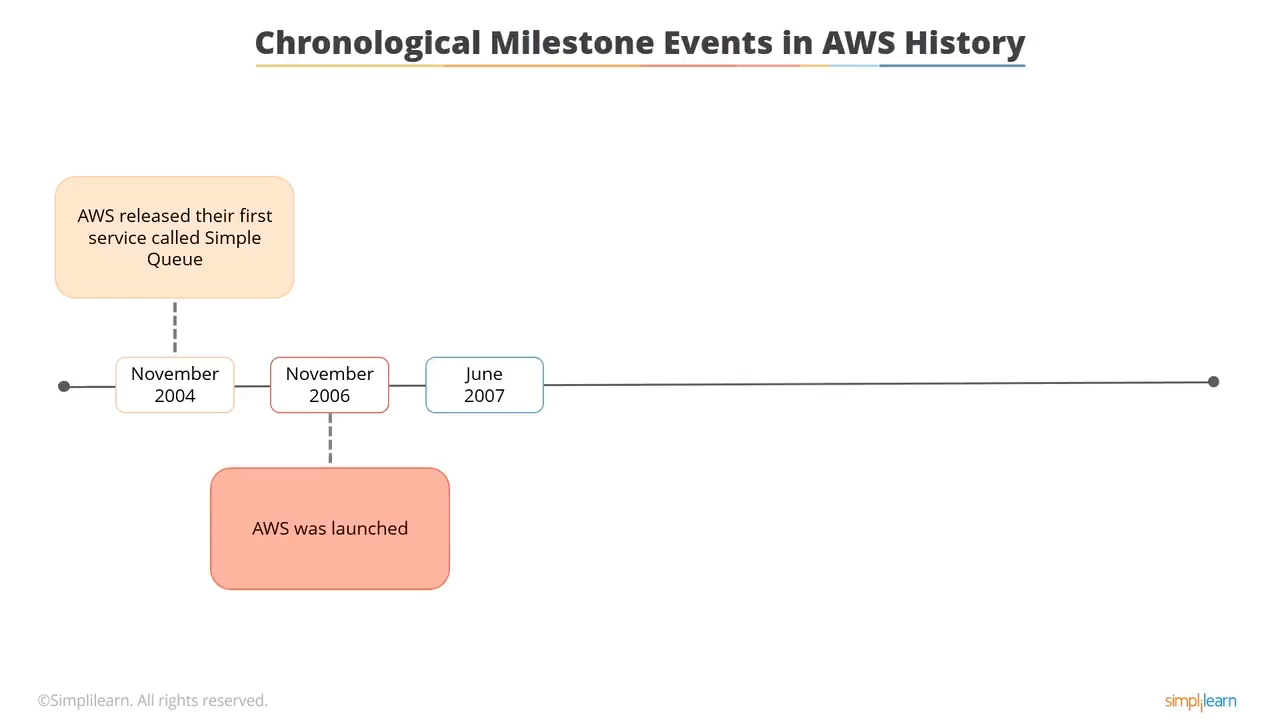 Chronological Milestone Events in AWS History
AWS released their first
service called Simple
Queue
November
2004
November
2006
June
2007
AWS was launched
©Simplilearn. All rights reserved.
simplilearn